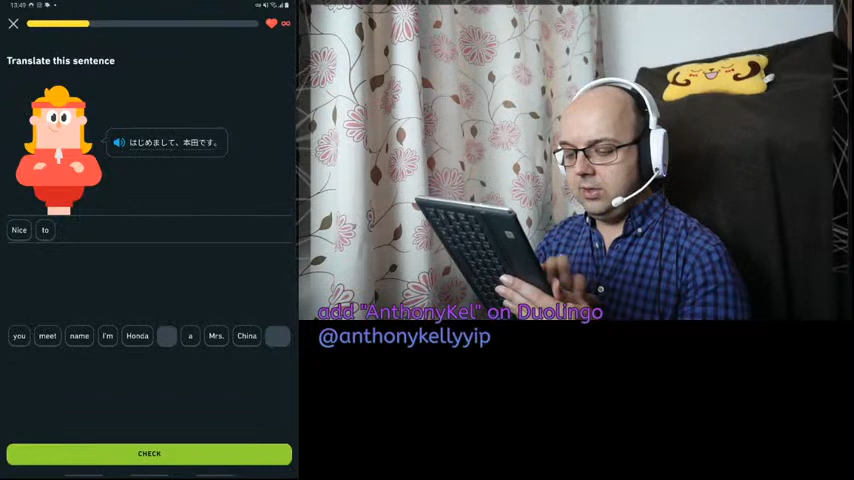 13:49
Translate this sentence
はじめまして、本田です。
Nice to
you meet name I'm Honda a Mrs. China
CHECK
add "AnthonyKel" on Duolingo
@anthonykellyyip